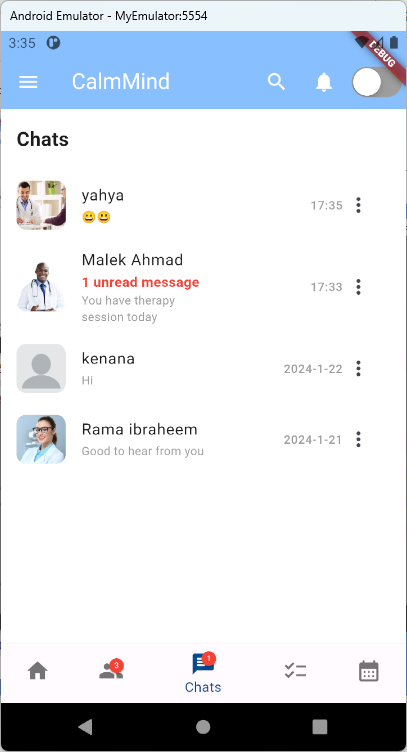 Android Emulator - MyEmulator:5554
3:35
DEBUG
CalmMind
Chats
yahya
😀😃
17:35
Malek Ahmad
1 unread message
You have therapy
session today
17:33
kenana
Hi
2024-1-22
Rama ibraheem
Good to hear from you
2024-1-21
3
1
Chats